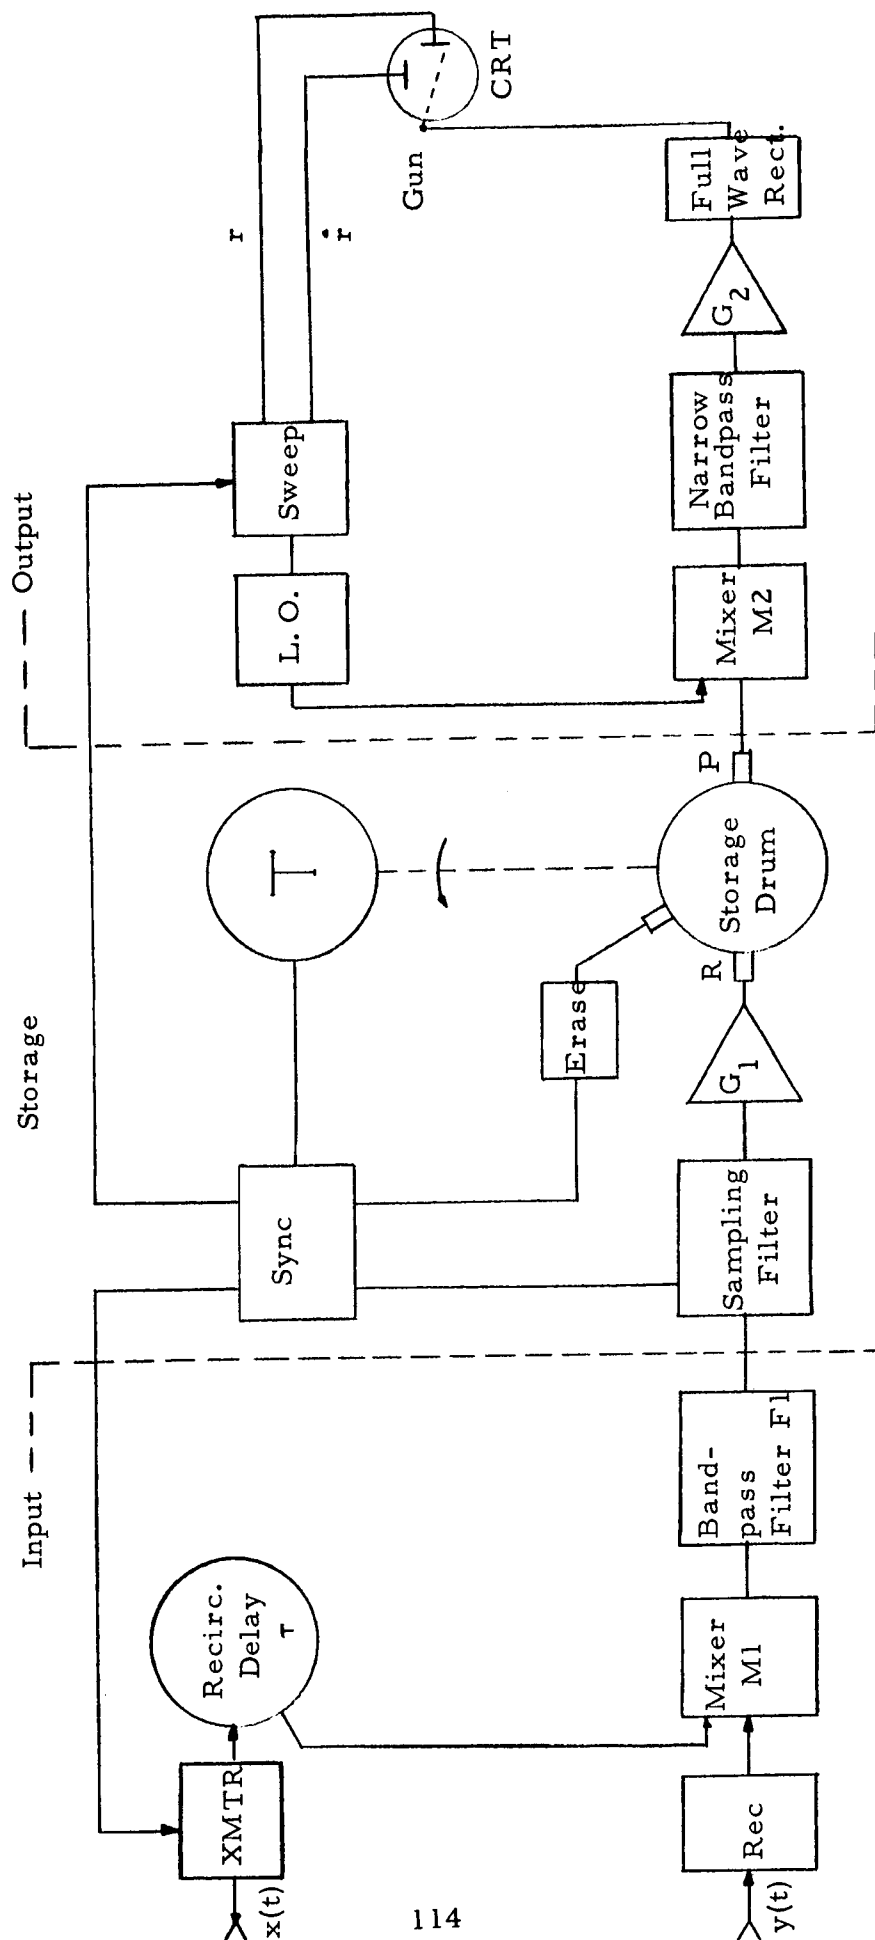 Input
Storage
Output
x(t)
XMTR
Recirc.
Delay
τ
Sync
T
L. O.
Sweep
r
ṙ
Gun
CRT
Erase
y(t)
Rec
Mixer
M1
Band-
pass
Filter F1
Sampling
Filter
G1
R
Storage
Drum
P
Mixer
M2
Narrow
Bandpass
Filter
G2
Full
Wave
Rect.
114